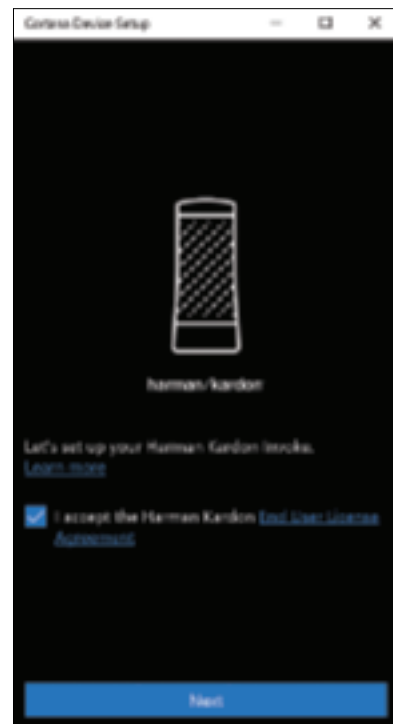 Cortana Device Setup
harman/kardon
Let's set up your Harman Kardon Invoke.
Learn more
I accept the Harman Kardon End User License
Agreement
Next